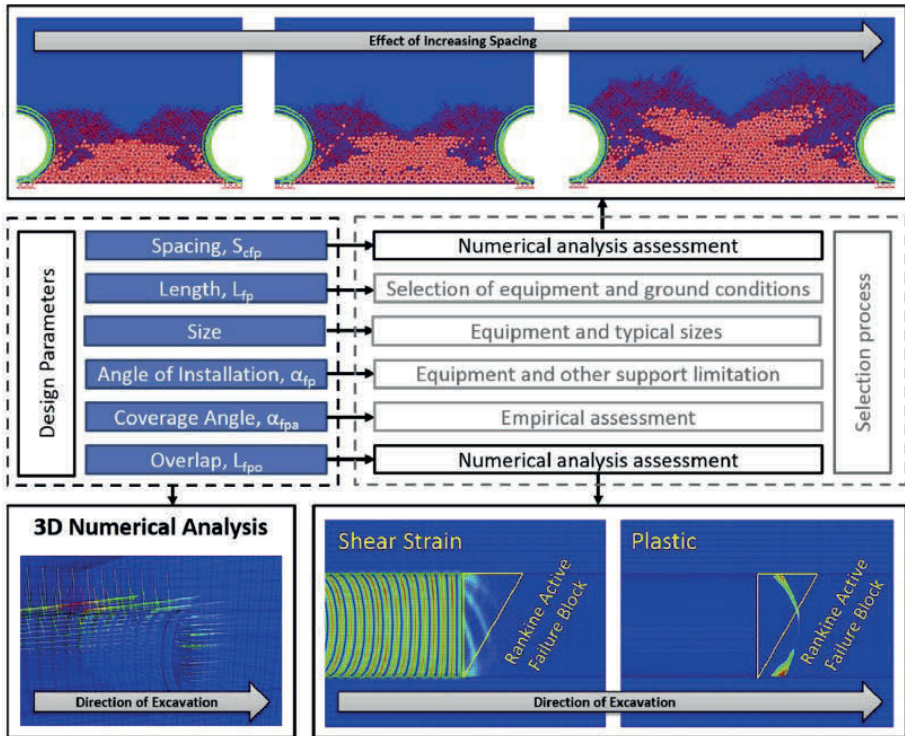 Effect of Increasing Spacing
Design Parameters
Spacing, Scfp
Length, Lfp
Size
Angle of Installation, αfp
Coverage Angle, αfpa
Overlap, Lfpo
Numerical analysis assessment
Selection of equipment and ground conditions
Equipment and typical sizes
Equipment and other support limitation
Empirical assessment
Numerical analysis assessment
Selection process
3D Numerical Analysis
Direction of Excavation
Shear Strain
Rankine Active
Failure Block
Plastic
Rankine Active
Failure Block
Direction of Excavation